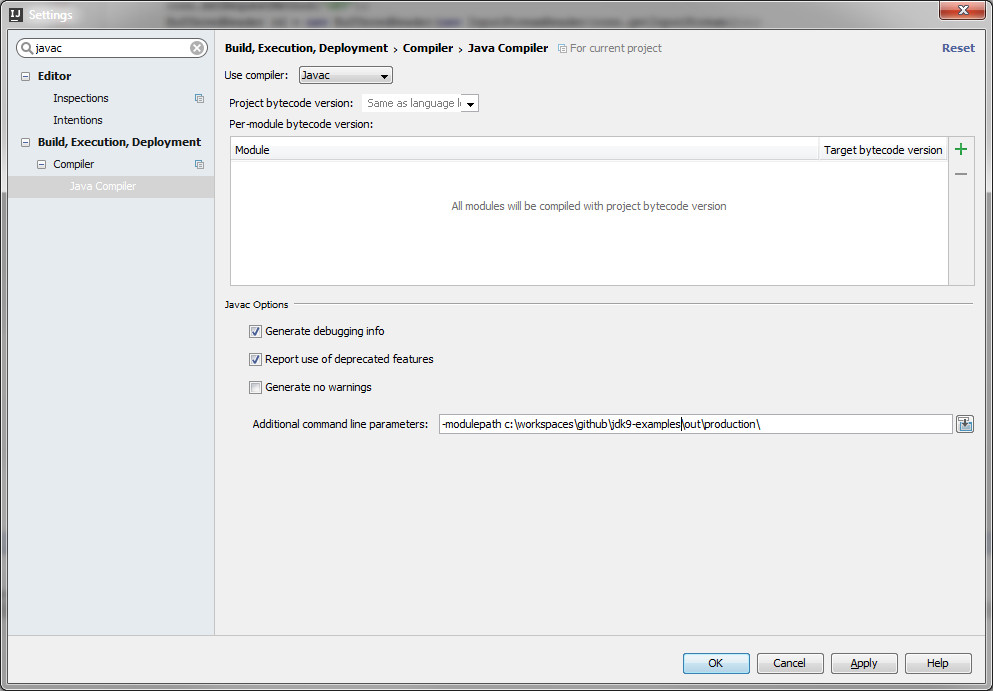 Settings
javac
Editor
Inspections
Intentions
Build, Execution, Deployment
Compiler
Java Compiler
Build, Execution, Deployment › Compiler › Java Compiler For current project Reset
Use compiler: Javac
Project bytecode version: Same as language l
Per-module bytecode version:
Module Target bytecode version
All modules will be compiled with project bytecode version
Javac Options
Generate debugging info
Report use of deprecated features
Generate no warnings
Additional command line parameters: -modulepath c:\workspaces\github\jdk9-examples\out\production\
OK Cancel Apply Help